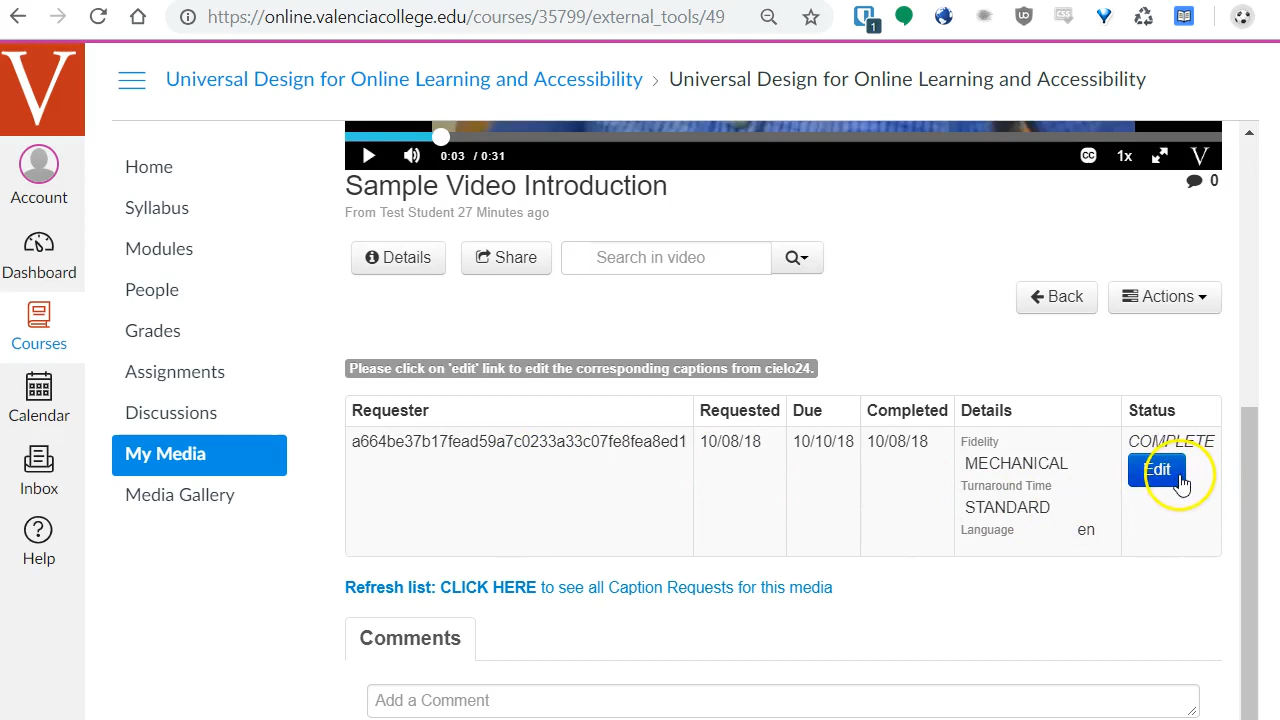 https://online.valenciacollege.edu/courses/35799/external_tools/49
1
V
Universal Design for Online Learning and Accessibility > Universal Design for Online Learning and Accessibility
Account
Dashboard
Courses
Calendar
Inbox
Help
Home
Syllabus
Modules
People
Grades
Assignments
Discussions
My Media
Media Gallery
0:03 / 0:31 CC 1x V
Sample Video Introduction
0
From Test Student 27 Minutes ago
Details Share Search in video
Back Actions
Please click on 'edit' link to edit the corresponding captions from cielo24.
Requester Requested Due Completed Details Status
a664be37b17fead59a7c0233a33c07fe8fea8ed1 10/08/18 10/10/18 10/08/18 Fidelity COMPLETE
MECHANICAL Edit
Turnaround Time
STANDARD
Language en
Refresh list: CLICK HERE to see all Caption Requests for this media
Comments
Add a Comment